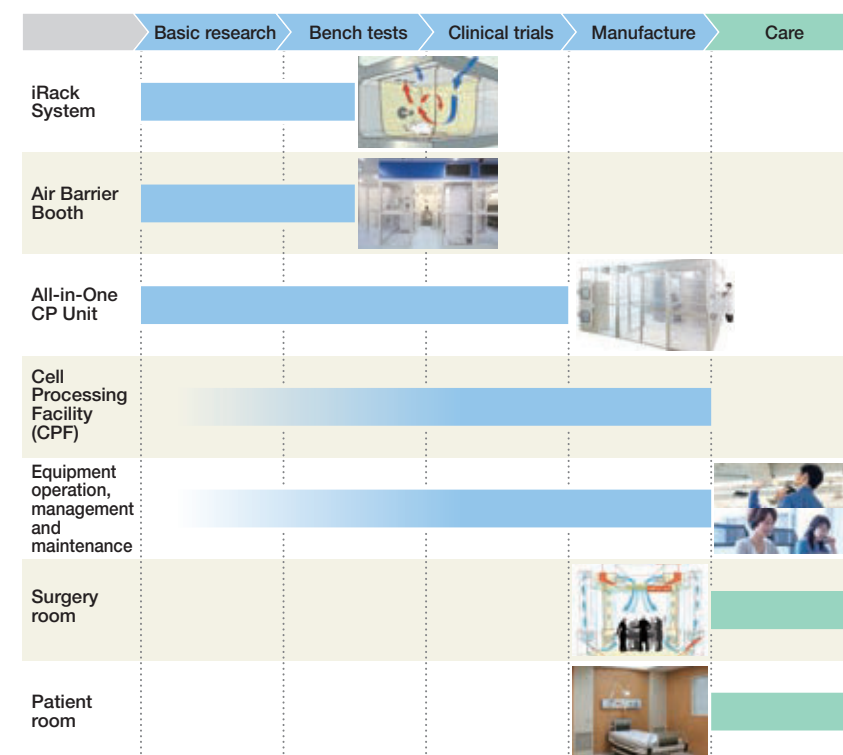 Basic research
Bench tests
Clinical trials
Manufacture
Care
iRack
System
Air Barrier
Booth
All-in-One
CP Unit
Cell
Processing
Facility
(CPF)
Equipment
operation,
management
and
maintenance
Surgery
room
Patient
room